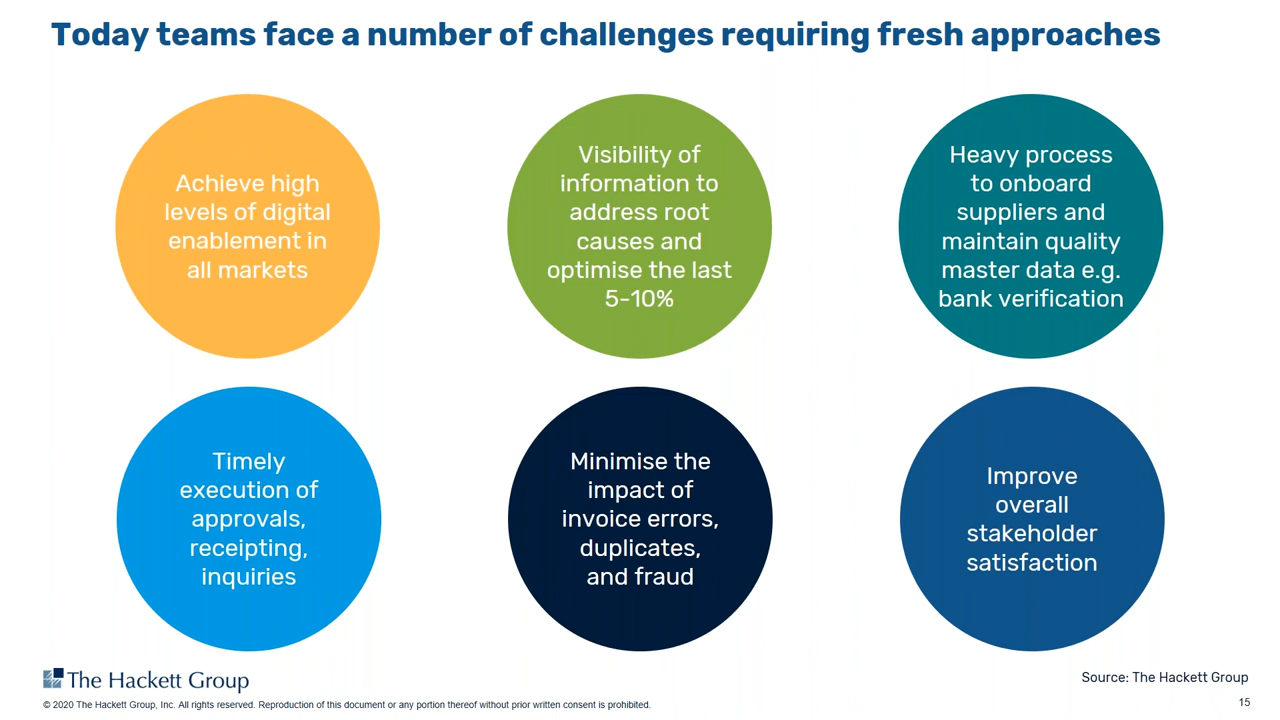 Today teams face a number of challenges requiring fresh approaches
Achieve high
levels of digital
enablement in
all markets
Visibility of
information to
address root
causes and
optimise the last
5-10%
Heavy process
to onboard
suppliers and
maintain quality
master data e.g.
bank verification
Timely
execution of
approvals,
receipting,
inquiries
Minimise the
impact of
invoice errors,
duplicates,
and fraud
Improve
overall
stakeholder
satisfaction
The Hackett Group
Source: The Hackett Group
© 2020 The Hackett Group, Inc. All rights reserved. Reproduction of this document or any portion thereof without prior written consent is prohibited.
15